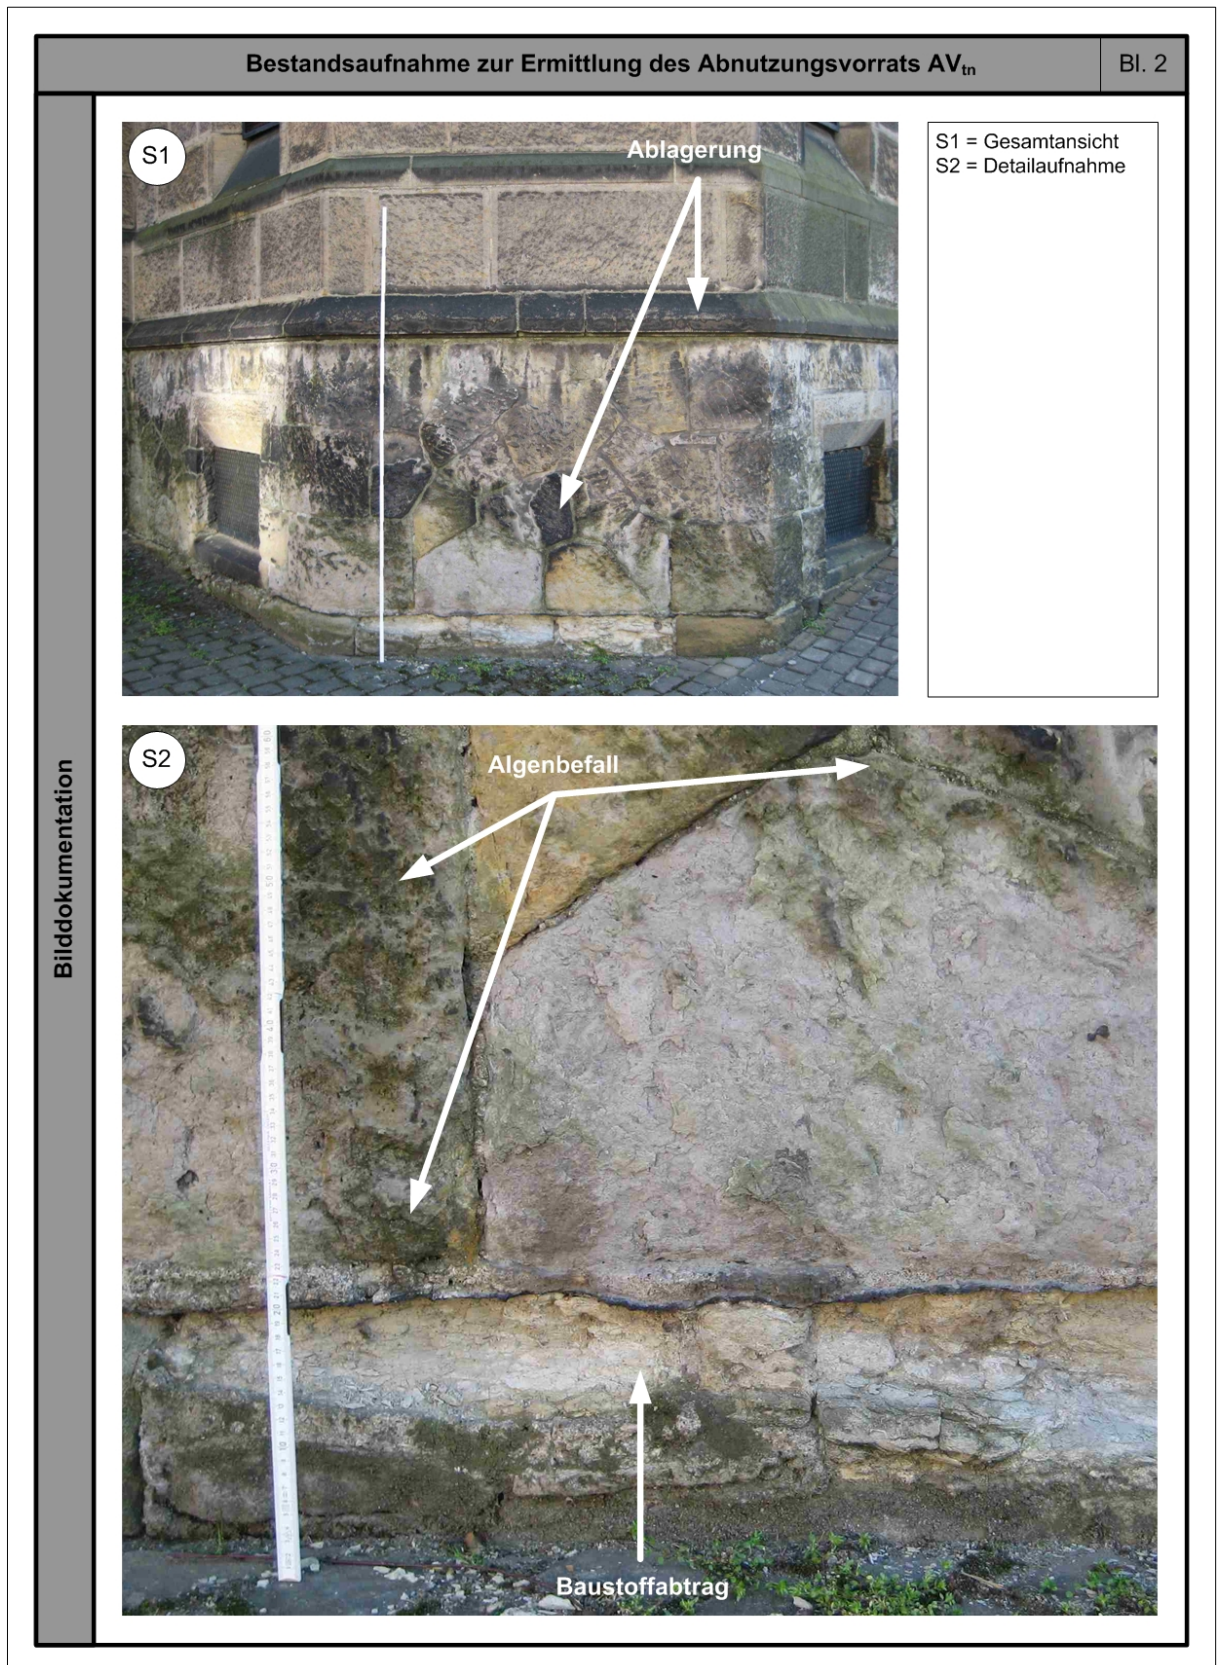 Bestandsaufnahme zur Ermittlung des Abnutzungsvorrats AVtn
Bl. 2
Bilddokumentation
S1
Ablagerung
S1 = Gesamtansicht
S2 = Detailaufnahme
S2
Algenbefall
Baustoffabtrag